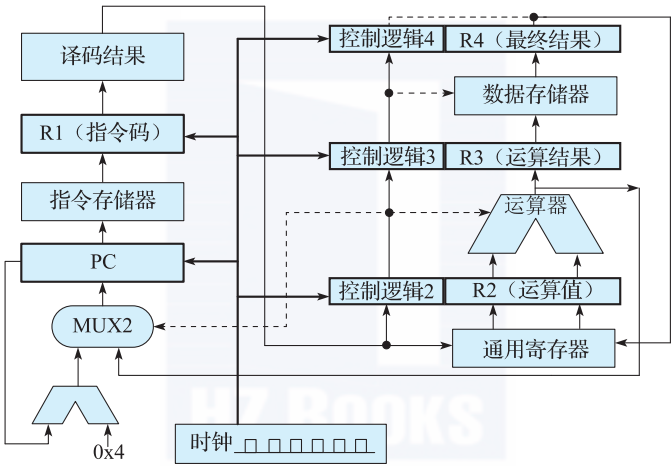 译码结果
R1（指令码）
指令存储器
PC
MUX2
0x4
控制逻辑4
R4（最终结果）
数据存储器
控制逻辑3
R3（运算结果）
运算器
控制逻辑2
R2（运算值）
通用寄存器
时钟
HZ BOOKS